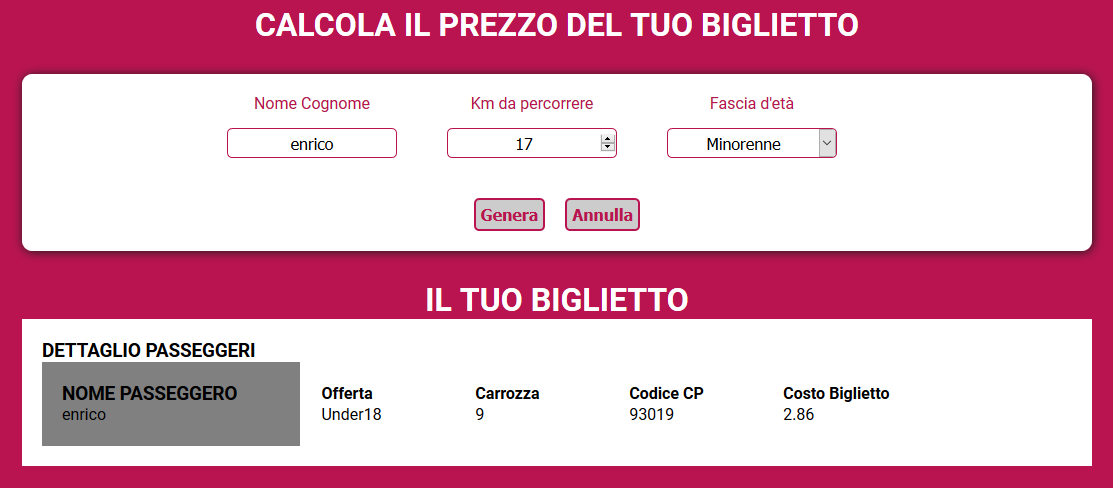 CALCOLA IL PREZZO DEL TUO BIGLIETTO
Nome Cognome Km da percorrere Fascia d'età
enrico 17 Minorenne
Genera Annulla
IL TUO BIGLIETTO
DETTAGLIO PASSEGGERI
NOME PASSEGGERO Offerta Carrozza Codice CP Costo Biglietto
enrico Under18 9 93019 2.86